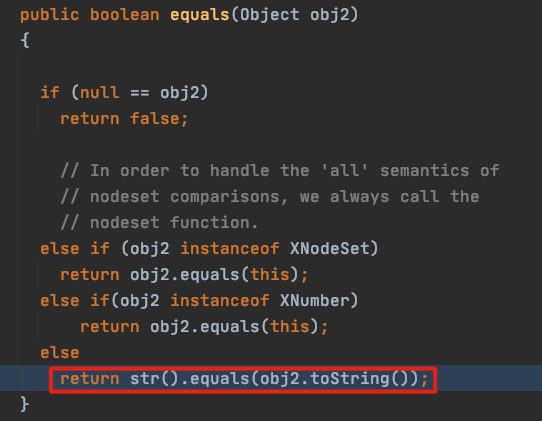 public boolean equals(Object obj2)
{
if (null == obj2)
return false;
// In order to handle the 'all' semantics of
// nodeset comparisons, we always call the
// nodeset function.
else if (obj2 instanceof XNodeSet)
return obj2.equals(this);
else if(obj2 instanceof XNumber)
return obj2.equals(this);
else
return str().equals(obj2.toString());
}